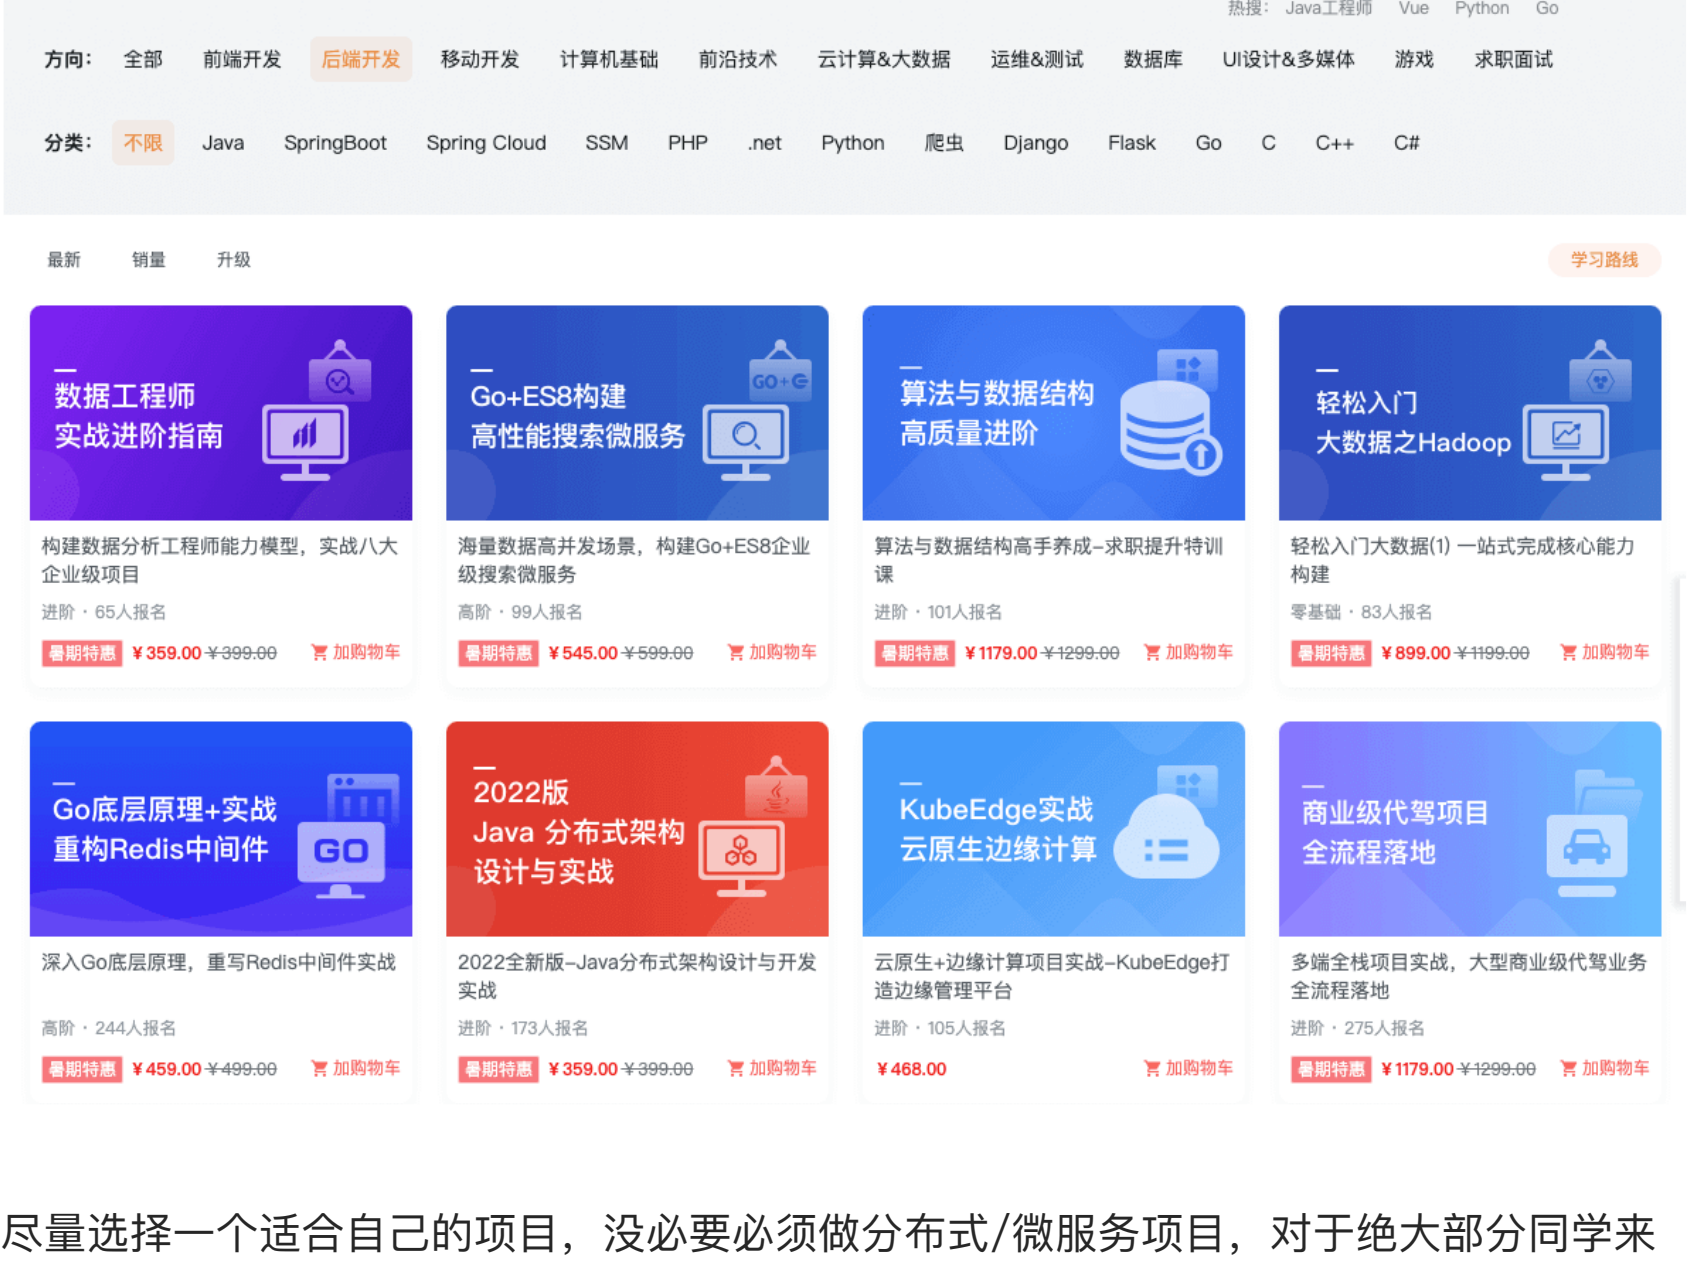 热搜： Java工程师 Vue Python Go
方向： 全部 前端开发 后端开发 移动开发 计算机基础 前沿技术 云计算&大数据 运维&测试 数据库 UI设计&多媒体 游戏 求职面试
分类： 不限 Java SpringBoot Spring Cloud SSM PHP .net Python 爬虫 Django Flask Go C C++ C#
最新 销量 升级 学习路线
数据工程师
实战进阶指南
构建数据分析工程师能力模型，实战八大
企业级项目
进阶 · 65人报名
暑期特惠 ¥359.00 ¥399.00 加购物车
GO+
Go+ES8构建
高性能搜索微服务
海量数据高并发场景，构建Go+ES8企业
级搜索微服务
高阶 · 99人报名
暑期特惠 ¥545.00 ¥599.00 加购物车
算法与数据结构
高质量进阶
算法与数据结构高手养成-求职提升特训
课
进阶 · 101人报名
暑期特惠 ¥1179.00 ¥1299.00 加购物车
轻松入门
大数据之Hadoop
轻松入门大数据(1) 一站式完成核心能力
构建
零基础 · 83人报名
暑期特惠 ¥899.00 ¥1199.00 加购物车
Go底层原理+实战
重构Redis中间件
GO
深入Go底层原理，重写Redis中间件实战
高阶 · 244人报名
暑期特惠 ¥459.00 ¥499.00 加购物车
2022版
Java 分布式架构
设计与实战
2022全新版-Java分布式架构设计与开发
实战
进阶 · 173人报名
暑期特惠 ¥359.00 ¥399.00 加购物车
KubeEdge实战
云原生边缘计算
云原生+边缘计算项目实战-KubeEdge打
造边缘管理平台
进阶 · 105人报名
¥468.00 加购物车
商业级代驾项目
全流程落地
多端全栈项目实战，大型商业级代驾业务
全流程落地
进阶 · 275人报名
暑期特惠 ¥1179.00 ¥1299.00 加购物车
尽量选择一个适合自己的项目，没必要必须做分布式/微服务项目，对于绝大部分同学来